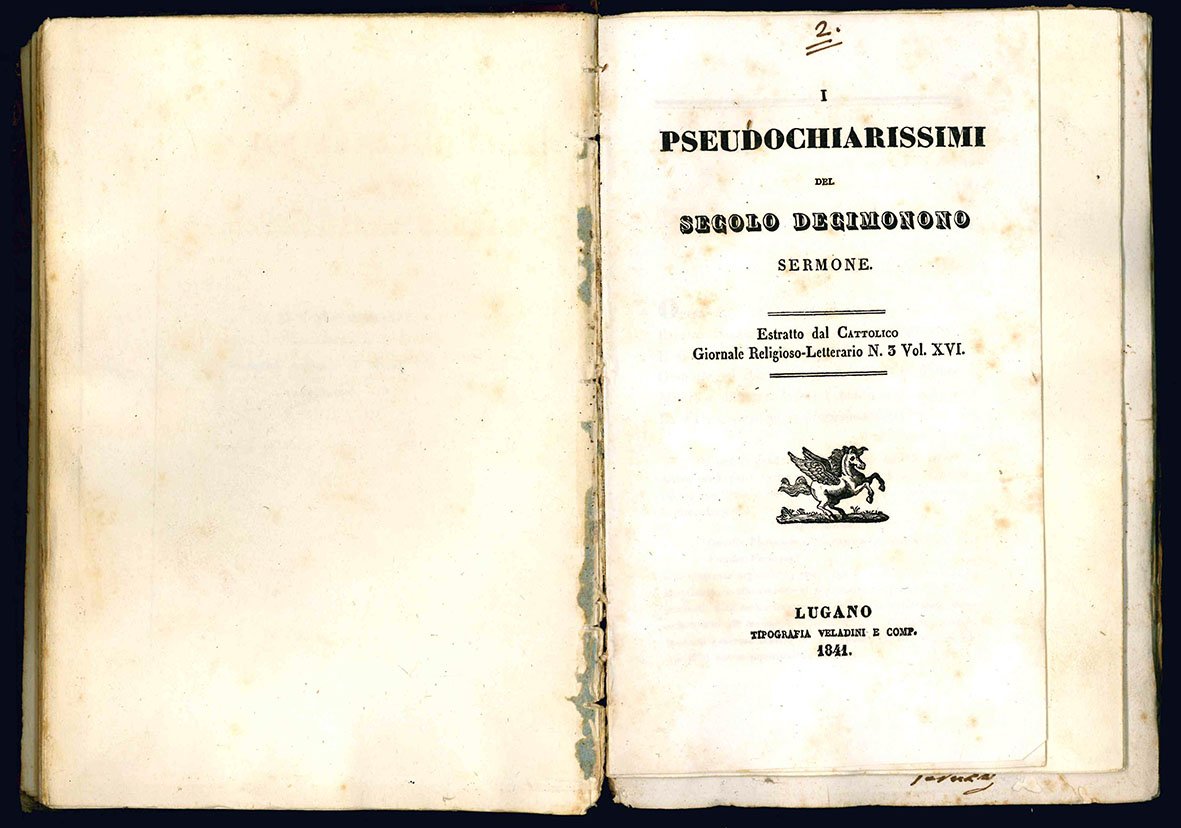 2.
I
PSEUDOCHIARISSIMI
DEL
SECOLO DECIMONONO
SERMONE.
Estratto dal CATTOLICO
Giornale Religioso-Letterario N. 3 Vol. XVI.
LUGANO
TIPOGRAFIA VELADINI E COMP.
1841.